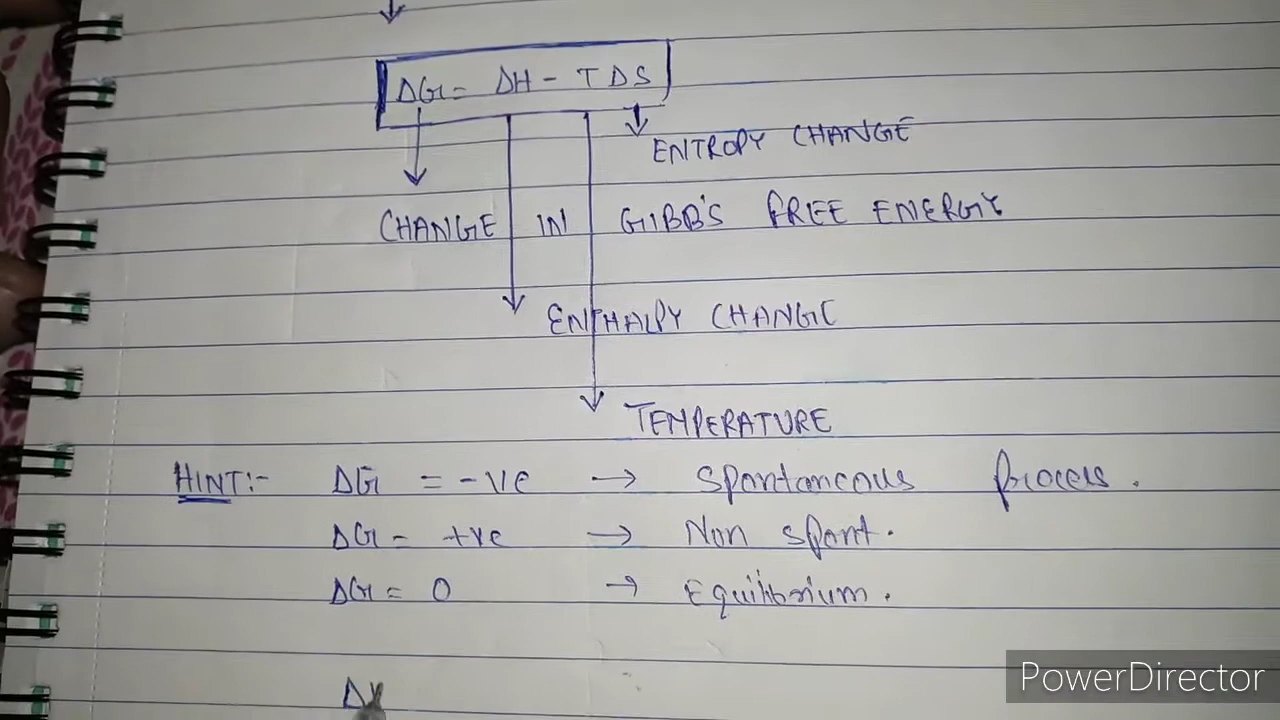 ΔG = ΔH - TΔS
ENTROPY CHANGE
CHANGE IN GIBB'S FREE ENERGY
ENTHALPY CHANGE
TEMPERATURE
HINT:- ΔG = -ve → Spontaneous process.
ΔG = +ve → Non spont.
ΔG = 0 → Equilibrium.
Δ
PowerDirector